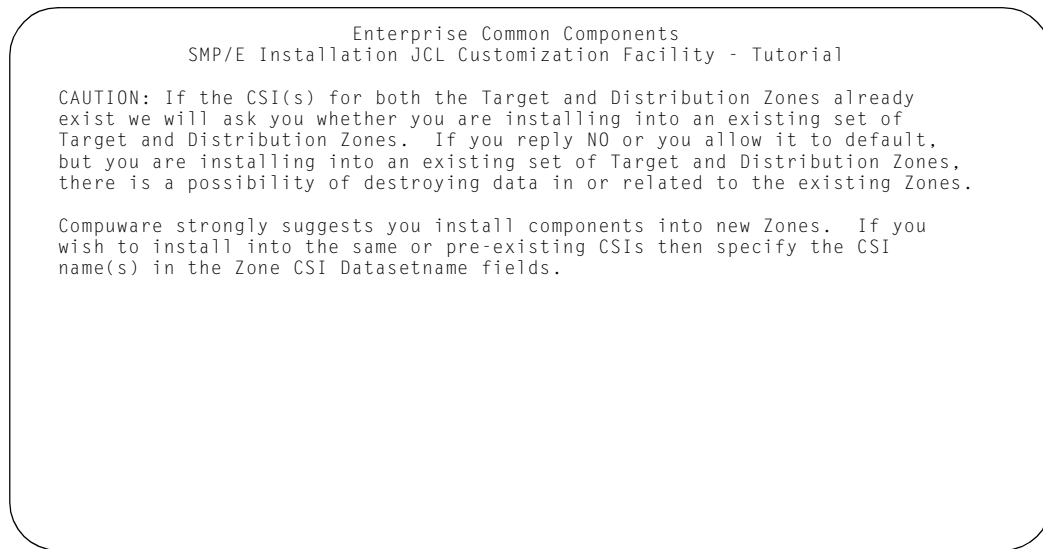 Enterprise Common Components
SMP/E Installation JCL Customization Facility - Tutorial
CAUTION: If the CSI(s) for both the Target and Distribution Zones already
exist we will ask you whether you are installing into an existing set of
Target and Distribution Zones.  If you reply NO or you allow it to default,
but you are installing into an existing set of Target and Distribution Zones,
there is a possibility of destroying data in or related to the existing Zones.
Compuware strongly suggests you install components into new Zones.  If you
wish to install into the same or pre-existing CSIs then specify the CSI
name(s) in the Zone CSI Datasetname fields.